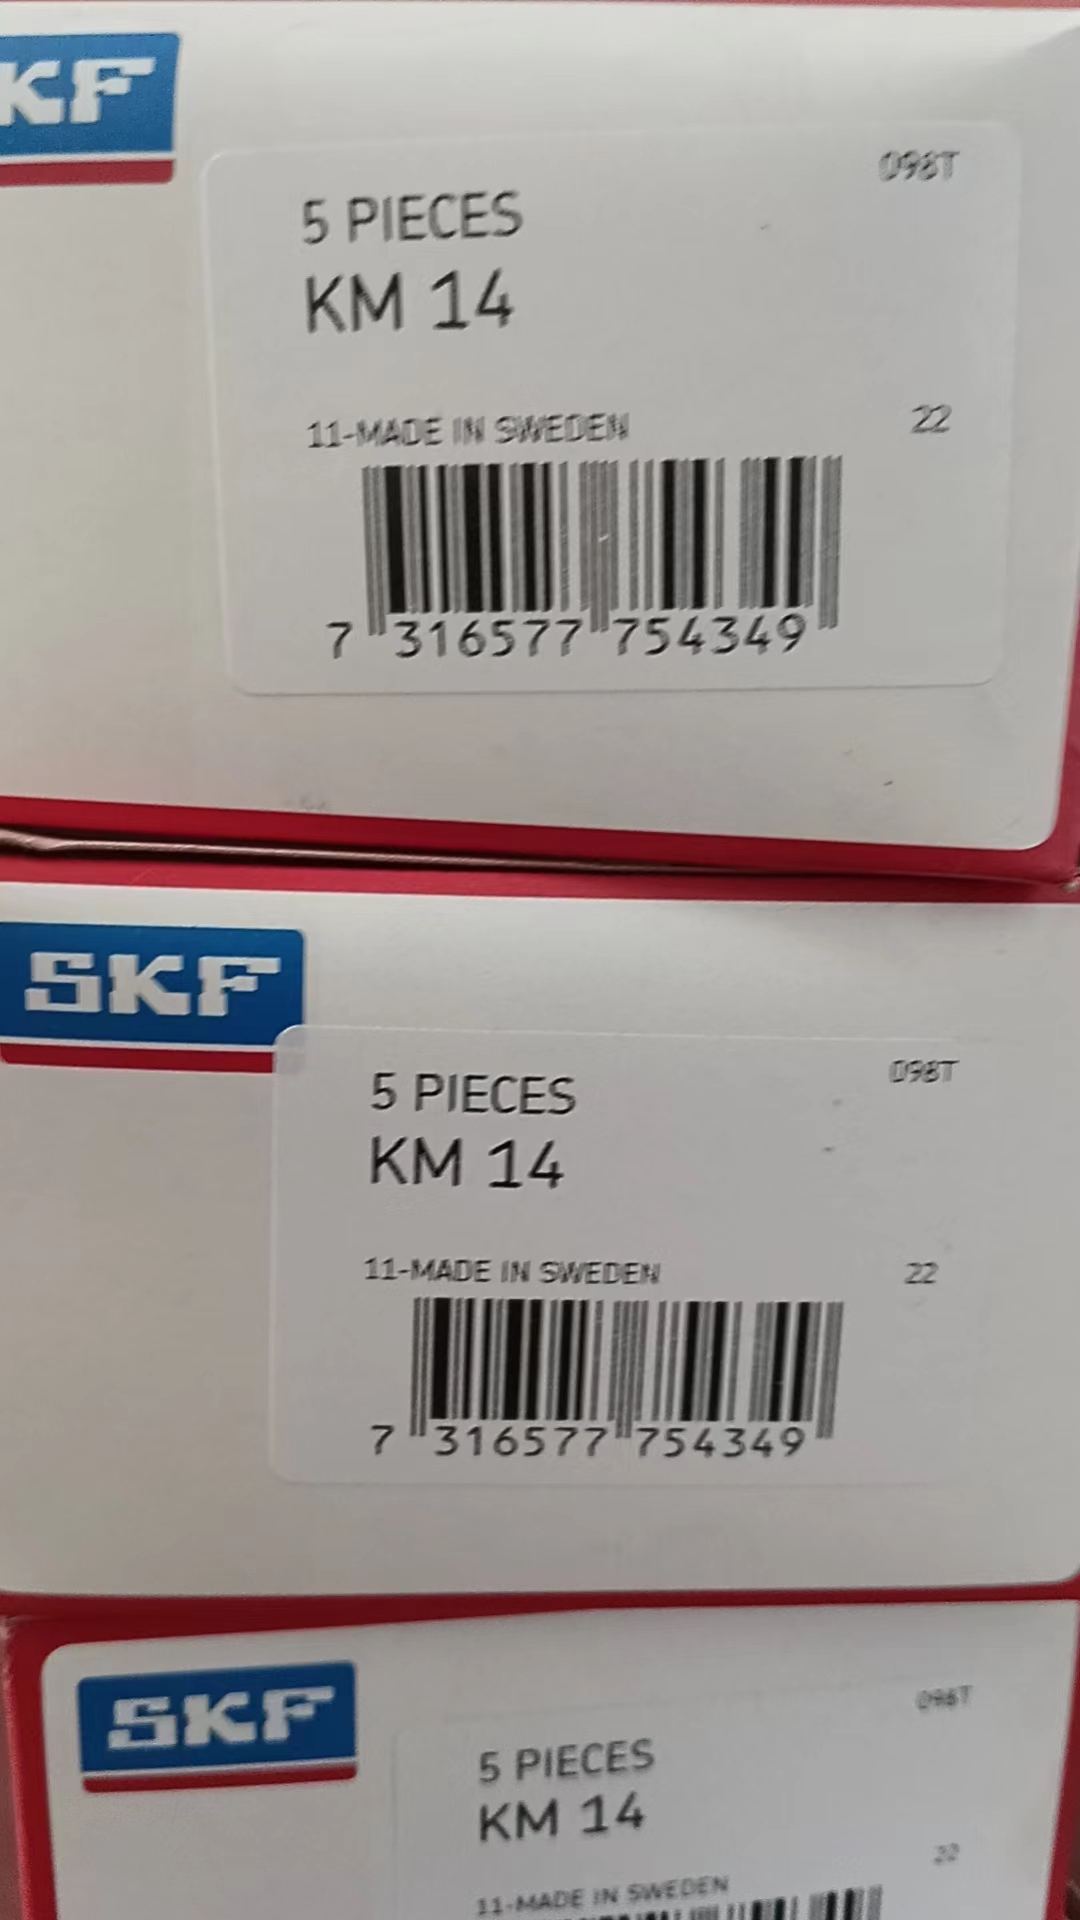 KF
098T
5 PIECES
KM 14
11-MADE IN SWEDEN
22
7 316577 754349
SKF
098T
5 PIECES
KM 14
11-MADE IN SWEDEN
22
7 316577 754349
SKF
098T
5 PIECES
KM 14
22
11-MADE IN SWEDEN